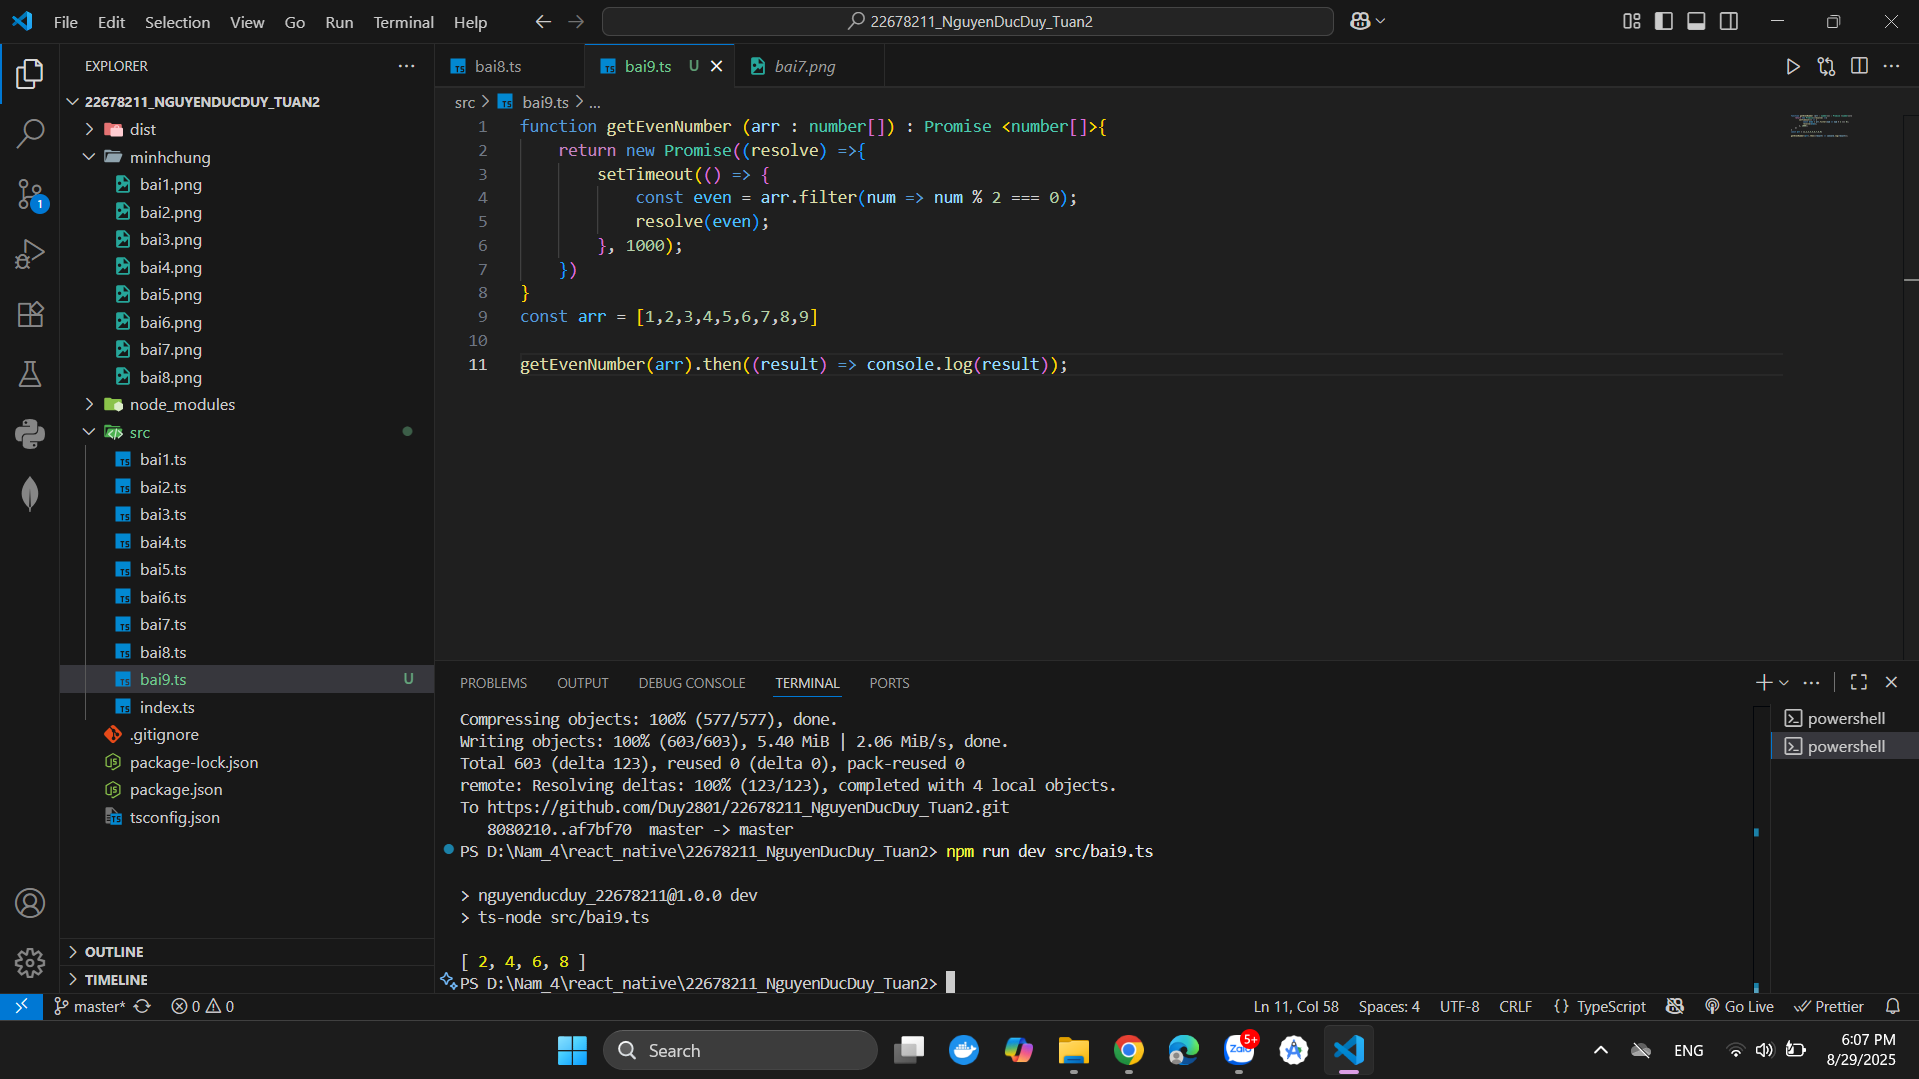 File Edit Selection View Go Run Terminal Help
22678211_NguyenDucDuy_Tuan2
EXPLORER
22678211_NGUYENDUCDUY_TUAN2
dist
minhchung
bai1.png
bai2.png
bai3.png
bai4.png
bai5.png
bai6.png
bai7.png
bai8.png
node_modules
src
bai1.ts
bai2.ts
bai3.ts
bai4.ts
bai5.ts
bai6.ts
bai7.ts
bai8.ts
bai9.ts U
index.ts
.gitignore
package-lock.json
package.json
tsconfig.json
OUTLINE
TIMELINE
1
bai8.ts bai9.ts U bai7.png
src > bai9.ts > ...
1 function getEvenNumber (arr : number[]) : Promise <number[]>{
2 return new Promise((resolve) =>{
3 setTimeout(() => {
4 const even = arr.filter(num => num % 2 === 0);
5 resolve(even);
6 }, 1000);
7 })
8 }
9 const arr = [1,2,3,4,5,6,7,8,9]
10
11 getEvenNumber(arr).then((result) => console.log(result));
PROBLEMS OUTPUT DEBUG CONSOLE TERMINAL PORTS
Compressing objects: 100% (577/577), done.
Writing objects: 100% (603/603), 5.40 MiB | 2.06 MiB/s, done.
Total 603 (delta 123), reused 0 (delta 0), pack-reused 0
remote: Resolving deltas: 100% (123/123), completed with 4 local objects.
To https://github.com/Duy2801/22678211_NguyenDucDuy_Tuan2.git
8080210..af7bf70 master -> master
PS D:\Nam_4\react_native\22678211_NguyenDucDuy_Tuan2> npm run dev src/bai9.ts
> nguyenducduy_22678211@1.0.0 dev
> ts-node src/bai9.ts
[ 2, 4, 6, 8 ]
PS D:\Nam_4\react_native\22678211_NguyenDucDuy_Tuan2>
powershell
powershell
master* 0 0 Ln 11, Col 58 Spaces: 4 UTF-8 CRLF {} TypeScript Go Live Prettier
Search
Zalo
5+
ENG
6:07 PM
8/29/2025